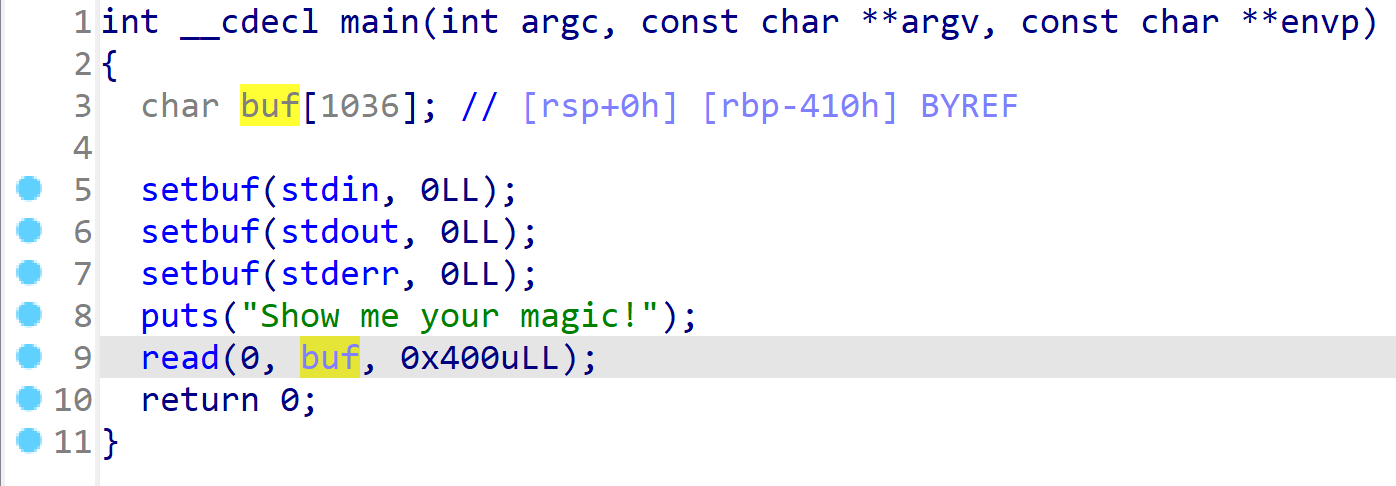 1 int __cdecl main(int argc, const char **argv, const char **envp)
2 {
3   char buf[1036]; // [rsp+0h] [rbp-410h] BYREF
4
5   setbuf(stdin, 0LL);
6   setbuf(stdout, 0LL);
7   setbuf(stderr, 0LL);
8   puts("Show me your magic!");
9   read(0, buf, 0x400uLL);
10   return 0;
11 }